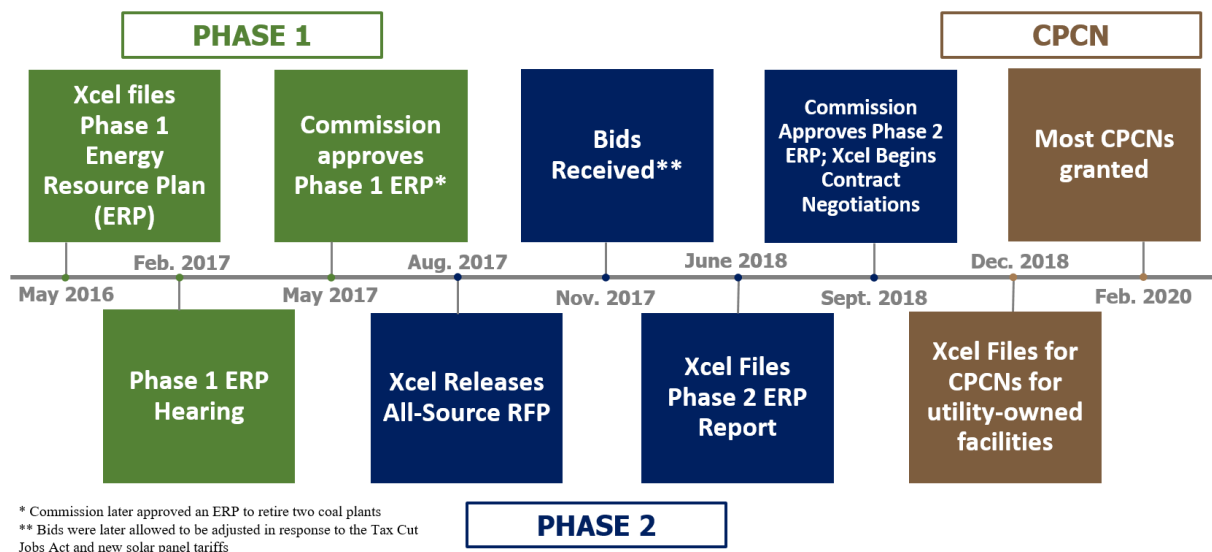 PHASE 1
CPCN
Xcel files
Phase 1
Energy
Resource Plan
(ERP)
Commission
approves
Phase 1 ERP*
Bids
Received**
Commission
Approves Phase 2
ERP; Xcel Begins
Contract
Negotiations
Most CPCNs
granted
Feb. 2017
Aug. 2017
June 2018
Dec. 2018
May 2016
May 2017
Nov. 2017
Sept. 2018
Feb. 2020
Phase 1 ERP
Hearing
Xcel Releases
All-Source RFP
Xcel Files
Phase 2 ERP
Report
Xcel Files for
CPCNs for
utility-owned
facilities
* Commission later approved an ERP to retire two coal plants
** Bids were later allowed to be adjusted in response to the Tax Cut
Jobs Act and new solar panel tariffs
PHASE 2